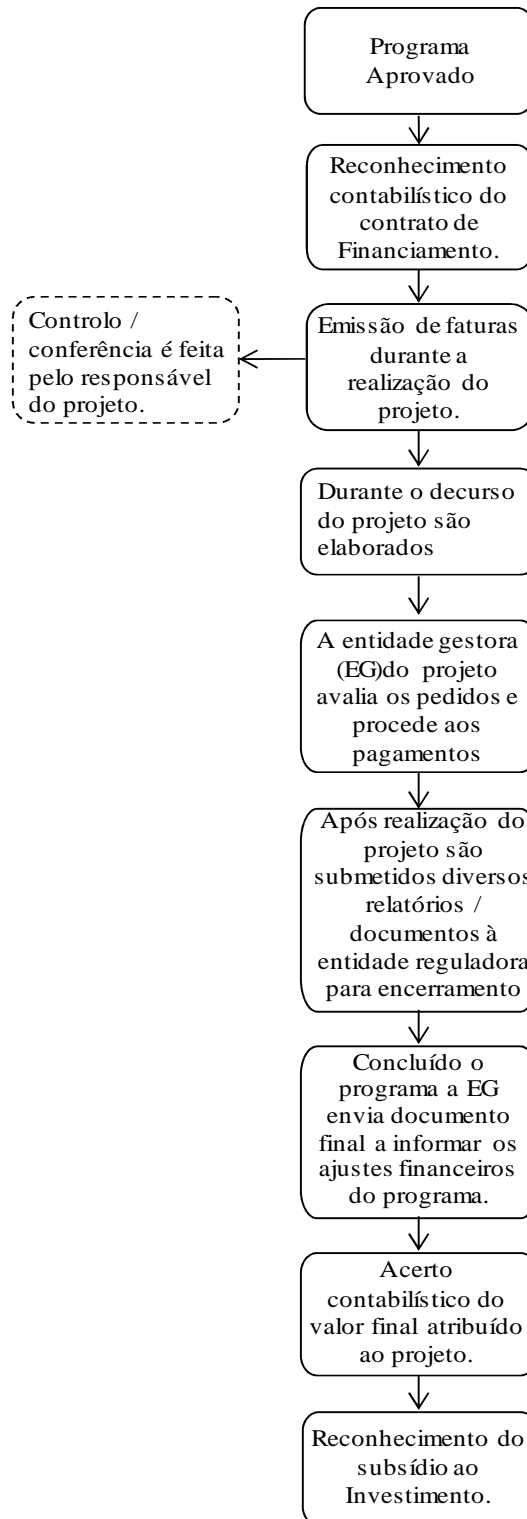 Programa
Aprovado
Reconhecimento
contabilístico do
contrato de
Financiamento.
Controlo /
conferência é feita
pelo responsável
do projeto.
Emissão de faturas
durante a
realização do
projeto.
Durante o decurso
do projeto são
elaborados
A entidade gestora
(EG)do projeto
avalia os pedidos e
procede aos
pagamentos
Após realização do
projeto são
submetidos diversos
relatórios /
documentos à
entidade reguladora
para encerramento
Concluído o
programa a EG
envia documento
final a informar os
ajustes financeiros
do programa.
Acerto
contabilístico do
valor final atribuído
ao projeto.
Reconhecimento do
subsídio ao
Investimento.